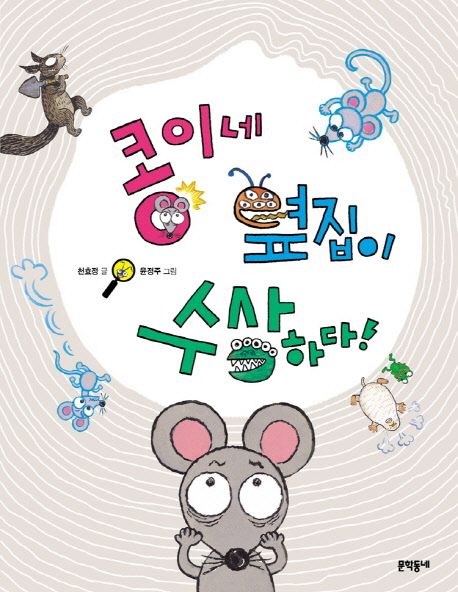 콩이네
옆집이
수상하다!
천효정 글
윤정주 그림
문학동네